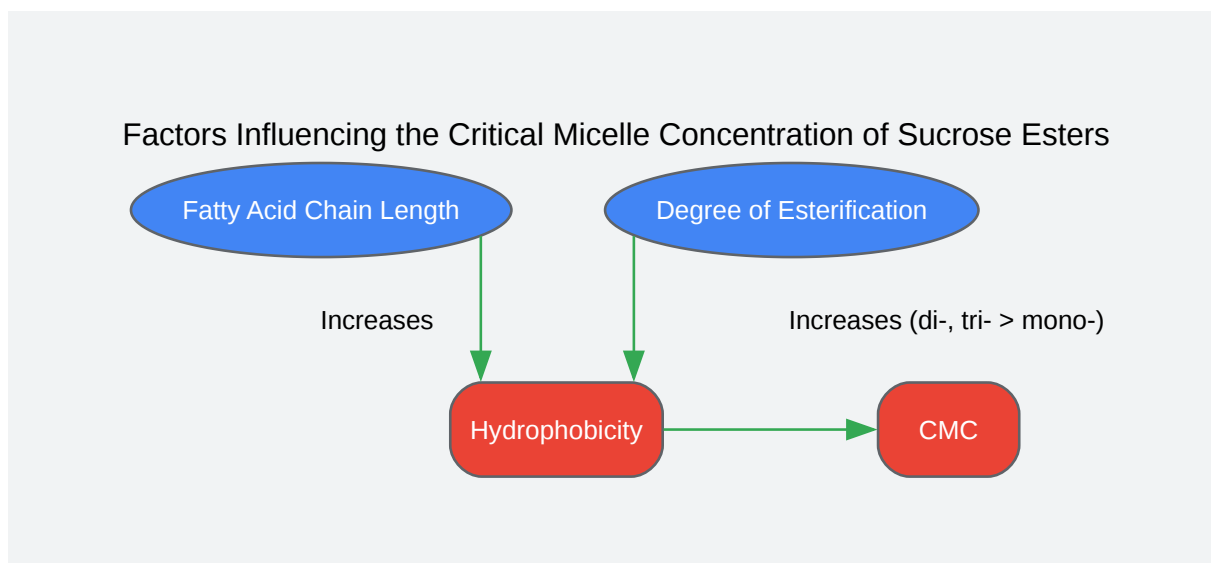 Factors Influencing the Critical Micelle Concentration of Sucrose Esters
Fatty Acid Chain Length
Degree of Esterification
Increases
Increases (di-, tri- > mono-)
Hydrophobicity
CMC